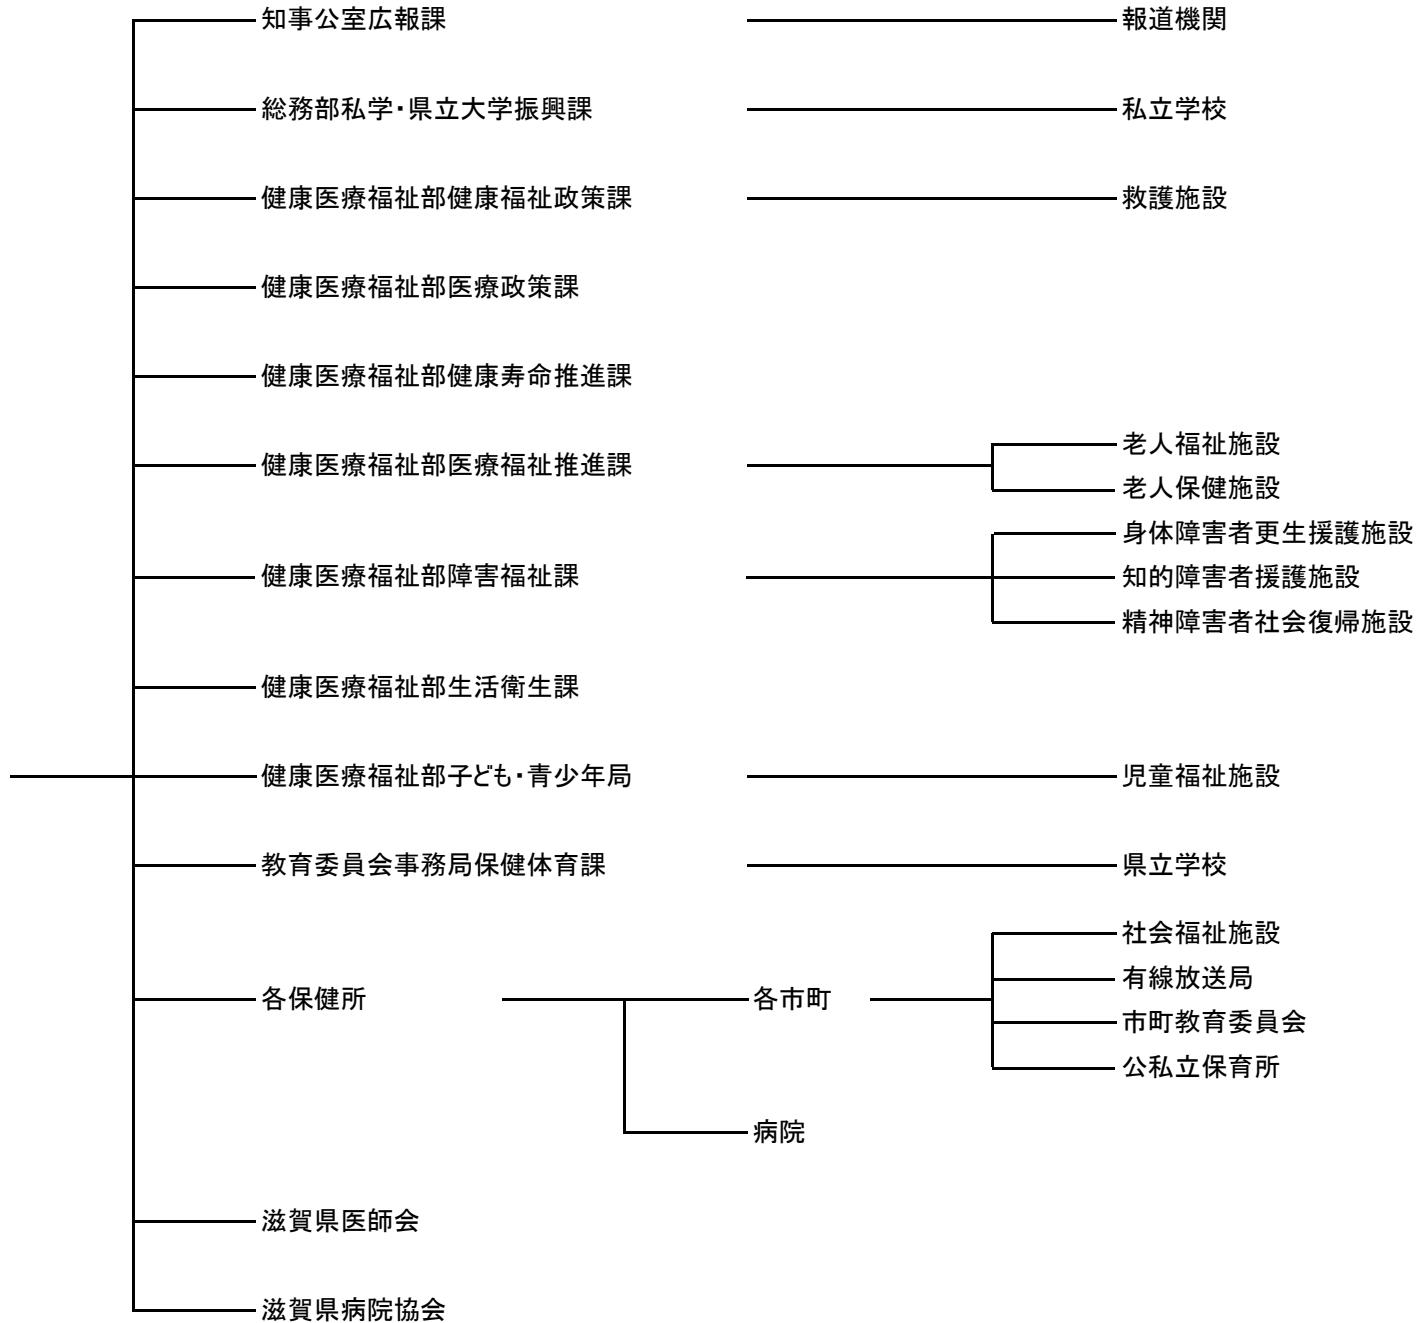 知事公室広報課 報道機関
総務部私学・県立大学振興課 私立学校
健康医療福祉部健康福祉政策課 救護施設
健康医療福祉部医療政策課
健康医療福祉部健康寿命推進課
老人福祉施設
健康医療福祉部医療福祉推進課
老人保健施設
身体障害者更生援護施設
健康医療福祉部障害福祉課 知的障害者援護施設
精神障害者社会復帰施設
健康医療福祉部生活衛生課
健康医療福祉部子ども・青少年局 児童福祉施設
教育委員会事務局保健体育課 県立学校
社会福祉施設
有線放送局
各保健所 各市町
市町教育委員会
公私立保育所
病院
滋賀県医師会
滋賀県病院協会